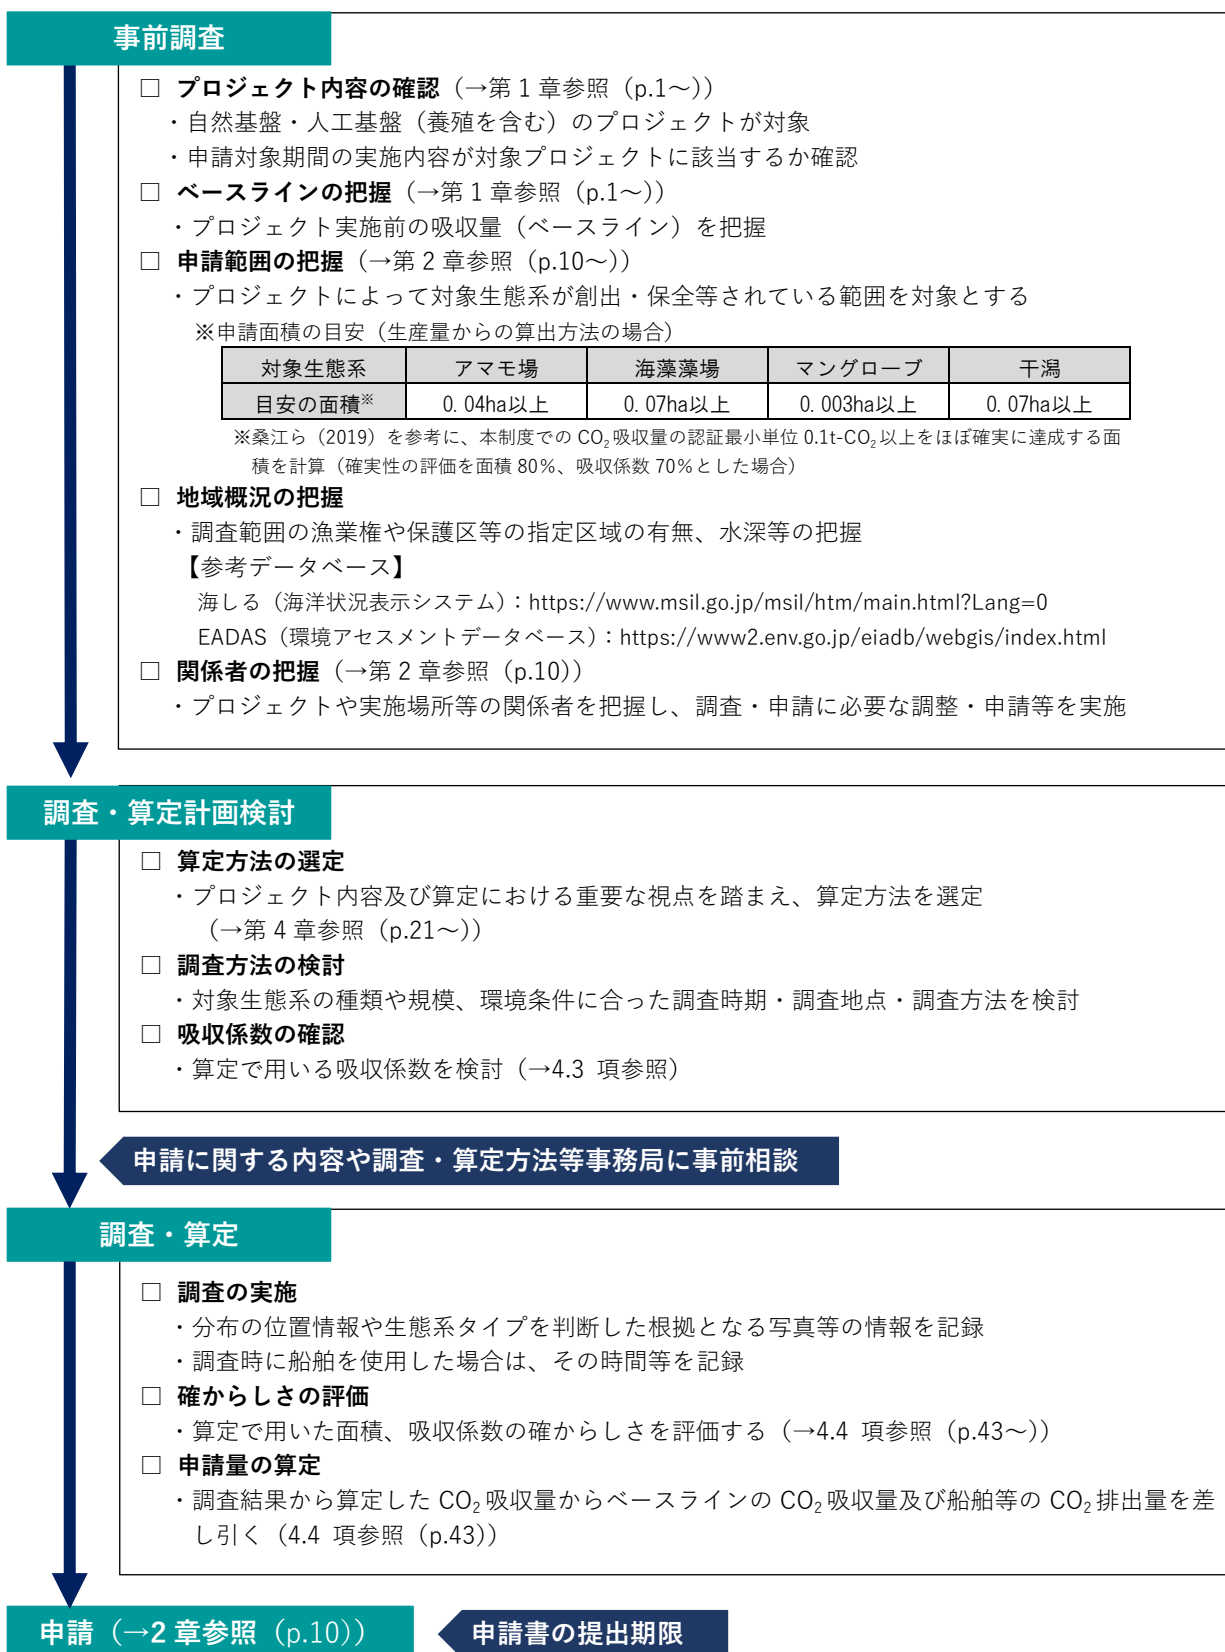 事前調査
□ プロジェクト内容の確認（→第1章参照（p.1～））
・自然基盤・人工基盤（養殖を含む）のプロジェクトが対象
・申請対象期間の実施内容が対象プロジェクトに該当するか確認
□ ベースラインの把握（→第1章参照（p.1～））
・プロジェクト実施前の吸収量（ベースライン）を把握
□ 申請範囲の把握（→第2章参照（p.10～））
・プロジェクトによって対象生態系が創出・保全等されている範囲を対象とする
※申請面積の目安（生産量からの算出方法の場合）
対象生態系 アマモ場 海藻藻場 マングローブ 干潟
目安の面積※ 0.04ha以上 0.07ha以上 0.003ha以上 0.07ha以上
※桑江ら（2019）を参考に、本制度での CO₂吸収量の認証最小単位 0.1t-CO₂以上をほぼ確実に達成する面
積を計算（確実性の評価を面積 80％、吸収係数 70％とした場合）
□ 地域概況の把握
・調査範囲の漁業権や保護区等の指定区域の有無、水深等の把握
【参考データベース】
海しる（海洋状況表示システム）：https://www.msil.go.jp/msil/htm/main.html?Lang=0
EADAS（環境アセスメントデータベース）：https://www2.env.go.jp/eiadb/webgis/index.html
□ 関係者の把握（→第2章参照（p.10））
・プロジェクトや実施場所等の関係者を把握し、調査・申請に必要な調整・申請等を実施
調査・算定計画検討
□ 算定方法の選定
・プロジェクト内容及び算定における重要な視点を踏まえ、算定方法を選定
（→第4章参照（p.21～））
□ 調査方法の検討
・対象生態系の種類や規模、環境条件に合った調査時期・調査地点・調査方法を検討
□ 吸収係数の確認
・算定で用いる吸収係数を検討（→4.3 項参照）
申請に関する内容や調査・算定方法等事務局に事前相談
調査・算定
□ 調査の実施
・分布の位置情報や生態系タイプを判断した根拠となる写真等の情報を記録
・調査時に船舶を使用した場合は、その時間等を記録
□ 確からしさの評価
・算定で用いた面積、吸収係数の確からしさを評価する（→4.4 項参照（p.43～））
□ 申請量の算定
・調査結果から算定した CO₂吸収量からベースラインの CO₂吸収量及び船舶等の CO₂排出量を差
し引く（4.4 項参照（p.43））
申請（→2章参照（p.10））
申請書の提出期限